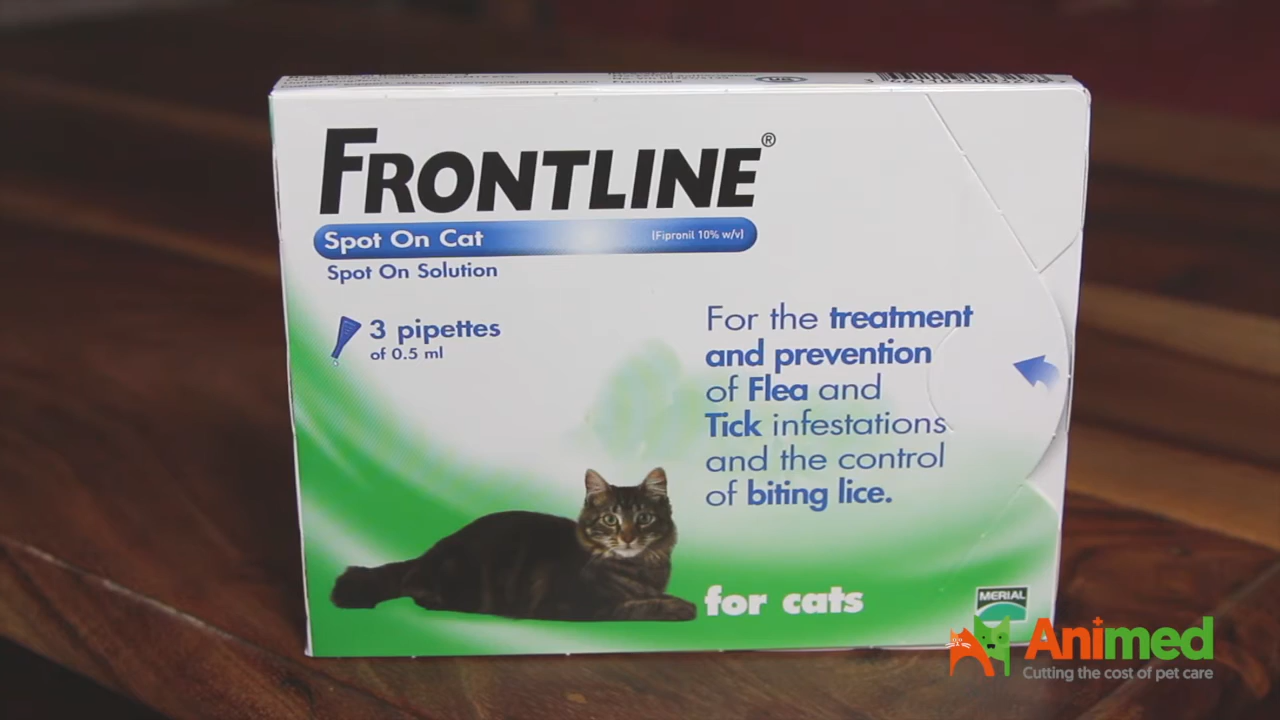 FRONTLINE®
Spot On Cat (Fipronil 10% w/v)
Spot On Solution
3 pipettes
of 0.5 ml
For the treatment
and prevention
of Flea and
Tick infestations
and the control
of biting lice.
for cats
MERIAL
Animed
Cutting the cost of pet care